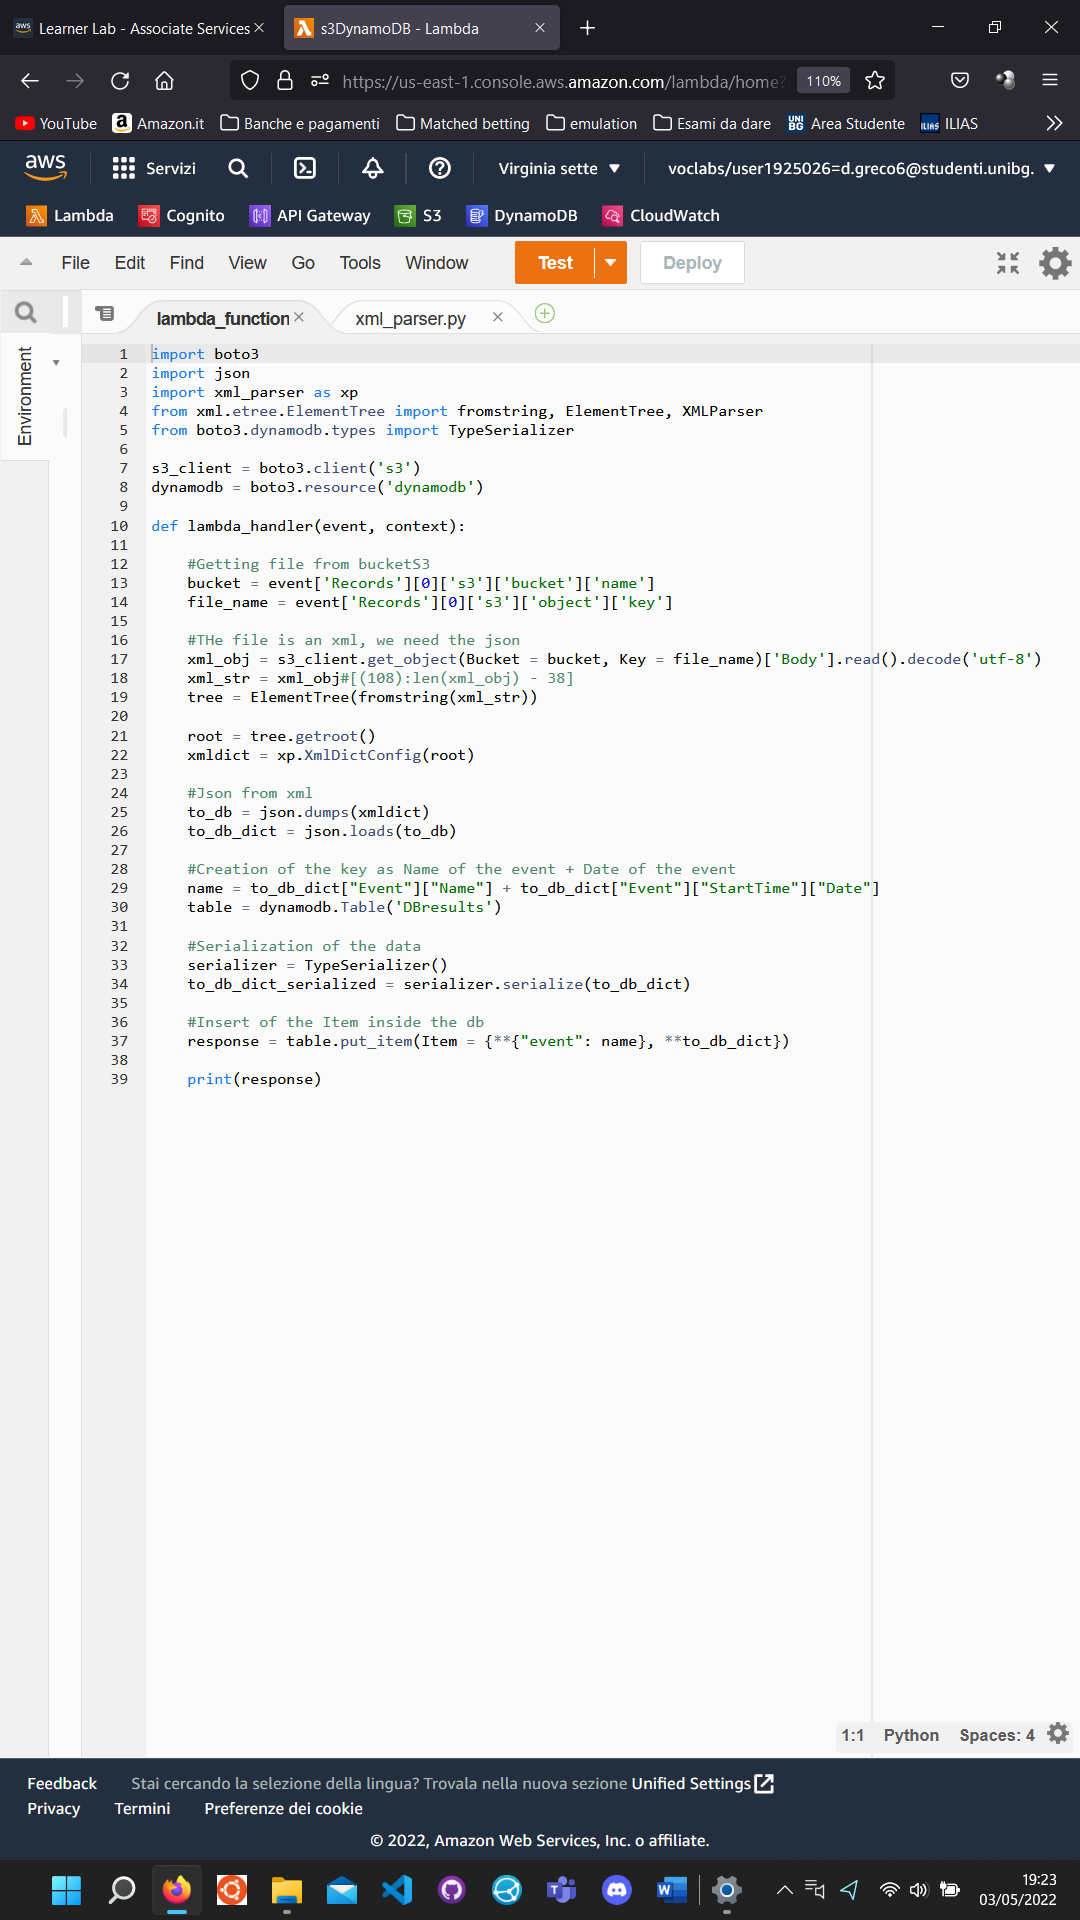 aws Learner Lab - Associate Services
s3DynamoDB - Lambda
https://us-east-1.console.aws.amazon.com/lambda/home?
110%
YouTube
a Amazon.it
Banche e pagamenti
Matched betting
emulation
Esami da dare
UNI BG Area Studente
ILIAS ILIAS
aws
Servizi
Virginia sette
voclabs/user1925026=d.greco6@studenti.unibg.
Lambda
Cognito
API Gateway
S3
DynamoDB
CloudWatch
File Edit Find View Go Tools Window
Test
Deploy
lambda_function
xml_parser.py
Environment
1 import boto3
2 import json
3 import xml_parser as xp
4 from xml.etree.ElementTree import fromstring, ElementTree, XMLParser
5 from boto3.dynamodb.types import TypeSerializer
6
7 s3_client = boto3.client('s3')
8 dynamodb = boto3.resource('dynamodb')
9
10 def lambda_handler(event, context):
11
12     #Getting file from bucketS3
13     bucket = event['Records'][0]['s3']['bucket']['name']
14     file_name = event['Records'][0]['s3']['object']['key']
15
16     #THe file is an xml, we need the json
17     xml_obj = s3_client.get_object(Bucket = bucket, Key = file_name)['Body'].read().decode('utf-8')
18     xml_str = xml_obj#[(108):len(xml_obj) - 38]
19     tree = ElementTree(fromstring(xml_str))
20
21     root = tree.getroot()
22     xmldict = xp.XmlDictConfig(root)
23
24     #Json from xml
25     to_db = json.dumps(xmldict)
26     to_db_dict = json.loads(to_db)
27
28     #Creation of the key as Name of the event + Date of the event
29     name = to_db_dict["Event"]["Name"] + to_db_dict["Event"]["StartTime"]["Date"]
30     table = dynamodb.Table('DBresults')
31
32     #Serialization of the data
33     serializer = TypeSerializer()
34     to_db_dict_serialized = serializer.serialize(to_db_dict)
35
36     #Insert of the Item inside the db
37     response = table.put_item(Item = {**{"event": name}, **to_db_dict})
38
39     print(response)
1:1 Python Spaces: 4
Feedback Stai cercando la selezione della lingua? Trovala nella nuova sezione Unified Settings
Privacy Termini Preferenze dei cookie
© 2022, Amazon Web Services, Inc. o affiliate.
19:23
03/05/2022